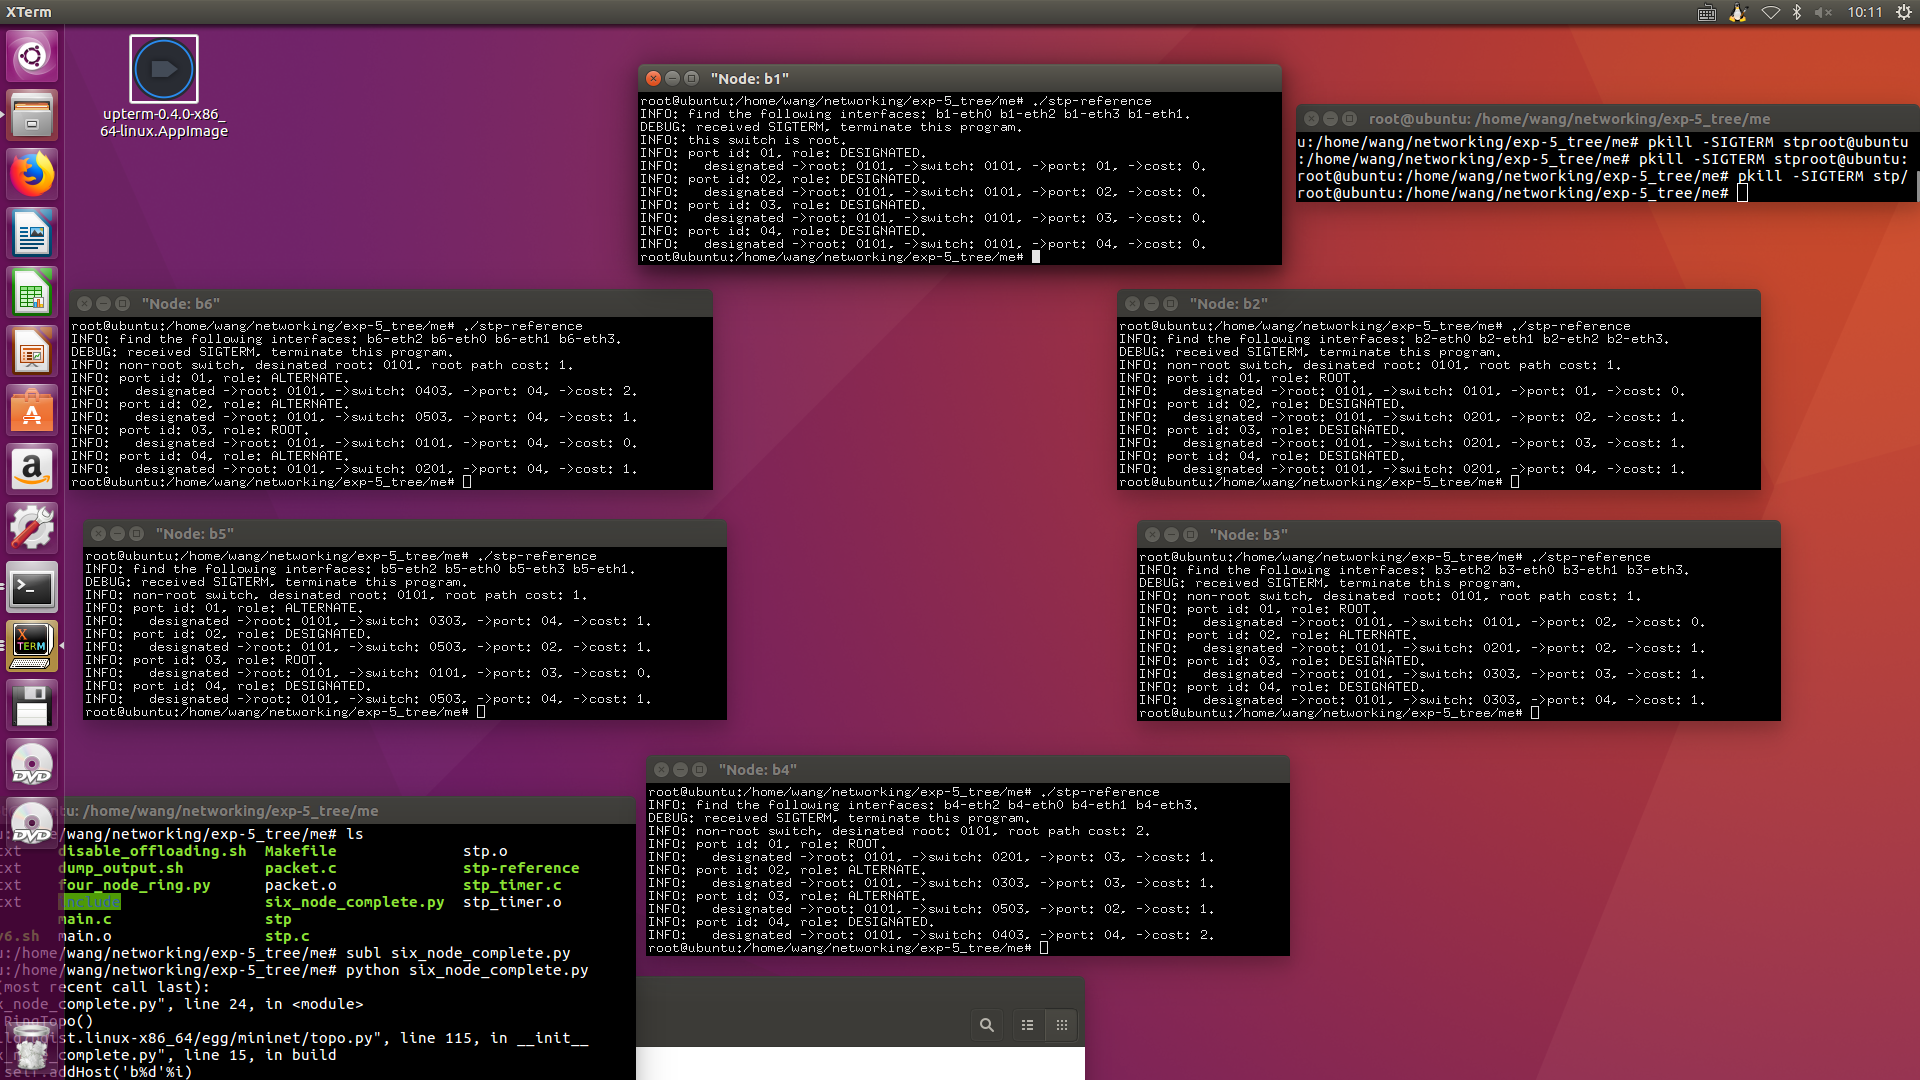 XTerm
10:11
upterm-0.4.0-x86_
64-linux.AppImage
"Node: b1"
root@ubuntu:/home/wang/networking/exp-5_tree/me# ./stp-reference
INFO: find the following interfaces: b1-eth0 b1-eth2 b1-eth3 b1-eth1.
DEBUG: received SIGTERM, terminate this program.
INFO: this switch is root.
INFO: port id: 01, role: DESIGNATED.
INFO:   designated ->root: 0101, ->switch: 0101, ->port: 01, ->cost: 0.
INFO: port id: 02, role: DESIGNATED.
INFO:   designated ->root: 0101, ->switch: 0101, ->port: 02, ->cost: 0.
INFO: port id: 03, role: DESIGNATED.
INFO:   designated ->root: 0101, ->switch: 0101, ->port: 03, ->cost: 0.
INFO: port id: 04, role: DESIGNATED.
INFO:   designated ->root: 0101, ->switch: 0101, ->port: 04, ->cost: 0.
root@ubuntu:/home/wang/networking/exp-5_tree/me#
root@ubuntu: /home/wang/networking/exp-5_tree/me
u:/home/wang/networking/exp-5_tree/me# pkill -SIGTERM stproot@ubuntu
:/home/wang/networking/exp-5_tree/me# pkill -SIGTERM stproot@ubuntu:
root@ubuntu:/home/wang/networking/exp-5_tree/me# pkill -SIGTERM stp/
root@ubuntu:/home/wang/networking/exp-5_tree/me#
"Node: b6"
root@ubuntu:/home/wang/networking/exp-5_tree/me# ./stp-reference
INFO: find the following interfaces: b6-eth2 b6-eth0 b6-eth1 b6-eth3.
DEBUG: received SIGTERM, terminate this program.
INFO: non-root switch, desinated root: 0101, root path cost: 1.
INFO: port id: 01, role: ALTERNATE.
INFO:   designated ->root: 0101, ->switch: 0403, ->port: 04, ->cost: 2.
INFO: port id: 02, role: ALTERNATE.
INFO:   designated ->root: 0101, ->switch: 0503, ->port: 04, ->cost: 1.
INFO: port id: 03, role: ROOT.
INFO:   designated ->root: 0101, ->switch: 0101, ->port: 04, ->cost: 0.
INFO: port id: 04, role: ALTERNATE.
INFO:   designated ->root: 0101, ->switch: 0201, ->port: 04, ->cost: 1.
root@ubuntu:/home/wang/networking/exp-5_tree/me#
"Node: b2"
root@ubuntu:/home/wang/networking/exp-5_tree/me# ./stp-reference
INFO: find the following interfaces: b2-eth0 b2-eth1 b2-eth2 b2-eth3.
DEBUG: received SIGTERM, terminate this program.
INFO: non-root switch, desinated root: 0101, root path cost: 1.
INFO: port id: 01, role: ROOT.
INFO:   designated ->root: 0101, ->switch: 0101, ->port: 01, ->cost: 0.
INFO: port id: 02, role: DESIGNATED.
INFO:   designated ->root: 0101, ->switch: 0201, ->port: 02, ->cost: 1.
INFO: port id: 03, role: DESIGNATED.
INFO:   designated ->root: 0101, ->switch: 0201, ->port: 03, ->cost: 1.
INFO: port id: 04, role: DESIGNATED.
INFO:   designated ->root: 0101, ->switch: 0201, ->port: 04, ->cost: 1.
root@ubuntu:/home/wang/networking/exp-5_tree/me#
"Node: b5"
root@ubuntu:/home/wang/networking/exp-5_tree/me# ./stp-reference
INFO: find the following interfaces: b5-eth2 b5-eth0 b5-eth3 b5-eth1.
DEBUG: received SIGTERM, terminate this program.
INFO: non-root switch, desinated root: 0101, root path cost: 1.
INFO: port id: 01, role: ALTERNATE.
INFO:   designated ->root: 0101, ->switch: 0303, ->port: 04, ->cost: 1.
INFO: port id: 02, role: DESIGNATED.
INFO:   designated ->root: 0101, ->switch: 0503, ->port: 02, ->cost: 1.
INFO: port id: 03, role: ROOT.
INFO:   designated ->root: 0101, ->switch: 0101, ->port: 03, ->cost: 0.
INFO: port id: 04, role: DESIGNATED.
INFO:   designated ->root: 0101, ->switch: 0503, ->port: 04, ->cost: 1.
root@ubuntu:/home/wang/networking/exp-5_tree/me#
"Node: b3"
root@ubuntu:/home/wang/networking/exp-5_tree/me# ./stp-reference
INFO: find the following interfaces: b3-eth2 b3-eth0 b3-eth1 b3-eth3.
DEBUG: received SIGTERM, terminate this program.
INFO: non-root switch, desinated root: 0101, root path cost: 1.
INFO: port id: 01, role: ROOT.
INFO:   designated ->root: 0101, ->switch: 0101, ->port: 02, ->cost: 0.
INFO: port id: 02, role: ALTERNATE.
INFO:   designated ->root: 0101, ->switch: 0201, ->port: 02, ->cost: 1.
INFO: port id: 03, role: DESIGNATED.
INFO:   designated ->root: 0101, ->switch: 0303, ->port: 03, ->cost: 1.
INFO: port id: 04, role: DESIGNATED.
INFO:   designated ->root: 0101, ->switch: 0303, ->port: 04, ->cost: 1.
root@ubuntu:/home/wang/networking/exp-5_tree/me#
"Node: b4"
root@ubuntu:/home/wang/networking/exp-5_tree/me# ./stp-reference
INFO: find the following interfaces: b4-eth2 b4-eth0 b4-eth1 b4-eth3.
DEBUG: received SIGTERM, terminate this program.
INFO: non-root switch, desinated root: 0101, root path cost: 2.
INFO: port id: 01, role: ROOT.
INFO:   designated ->root: 0101, ->switch: 0201, ->port: 03, ->cost: 1.
INFO: port id: 02, role: ALTERNATE.
INFO:   designated ->root: 0101, ->switch: 0303, ->port: 03, ->cost: 1.
INFO: port id: 03, role: ALTERNATE.
INFO:   designated ->root: 0101, ->switch: 0503, ->port: 02, ->cost: 1.
INFO: port id: 04, role: DESIGNATED.
INFO:   designated ->root: 0101, ->switch: 0403, ->port: 04, ->cost: 2.
root@ubuntu:/home/wang/networking/exp-5_tree/me#
X
TERM
DVD
DVD
tu: /home/wang/networking/exp-5_tree/me
u:/home/wang/networking/exp-5_tree/me# ls
txt disable_offloading.sh Makefile stp.o
txt dump_output.sh packet.c stp-reference
txt four_node_ring.py packet.o stp_timer.c
txt include six_node_complete.py stp_timer.o
main.c stp
v6.sh main.o stp.c
u:/home/wang/networking/exp-5_tree/me# subl six_node_complete.py
u:/home/wang/networking/exp-5_tree/me# python six_node_complete.py
(most recent call last):
x_node_complete.py", line 24, in <module>
RingTopo()
dist.linux-x86_64/egg/mininet/topo.py", line 115, in __init__
x_node_complete.py", line 15, in build
self.addHost('b%d'%i)